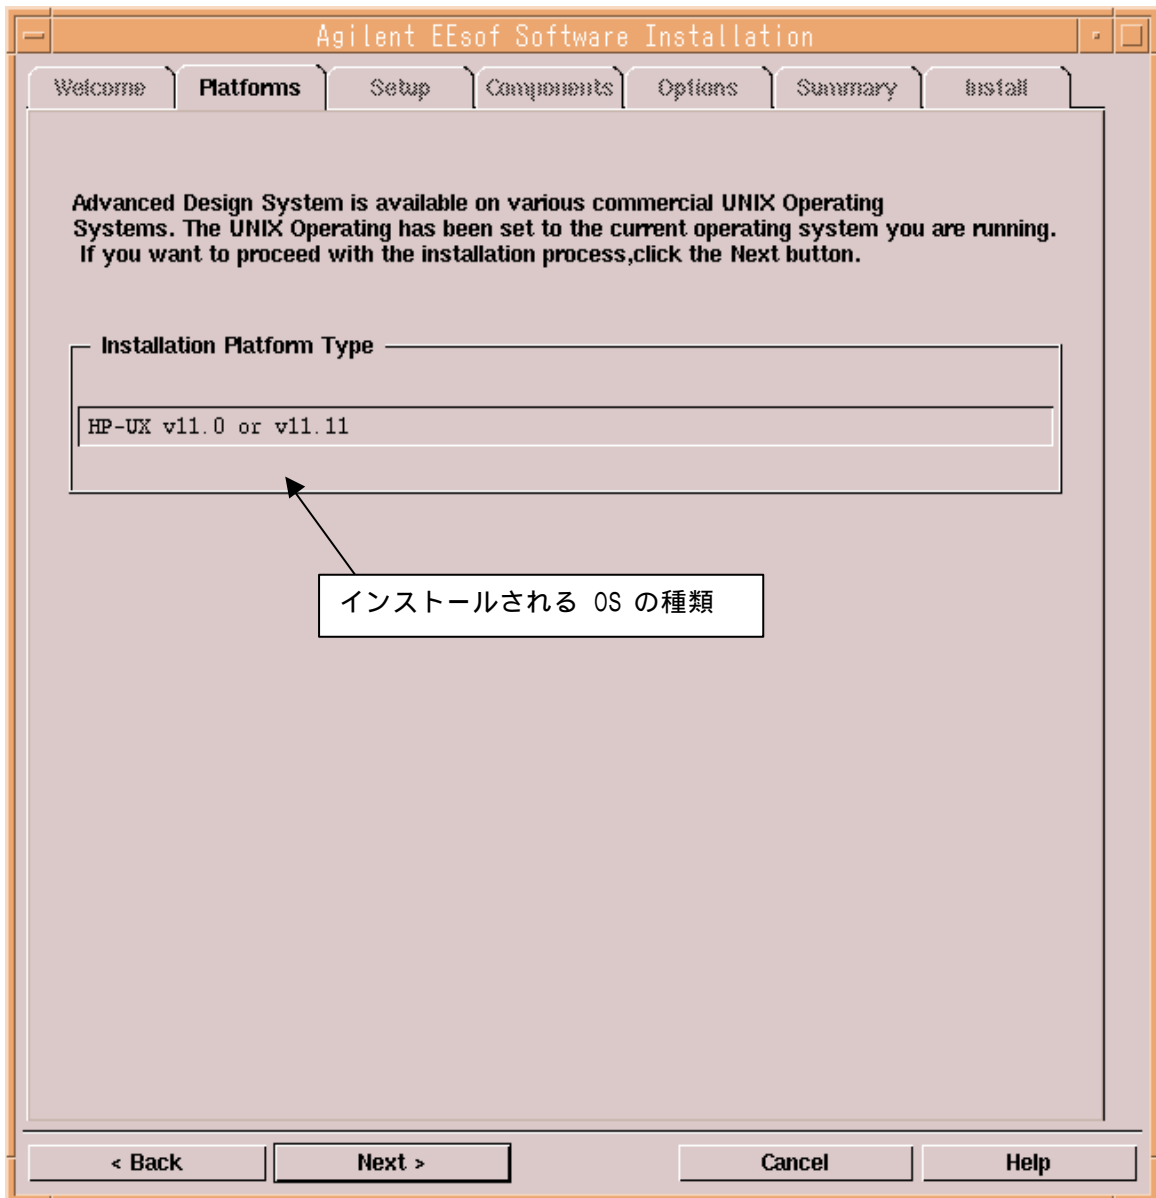 Agilent EEsof Software Installation
Welcome Platforms Setup Components Options Summary Install
Advanced Design System is available on various commercial UNIX Operating
Systems. The UNIX Operating has been set to the current operating system you are running.
If you want to proceed with the installation process,click the Next button.
Installation Platform Type
HP-UX v11.0 or v11.11
インストールされる OS の種類
< Back Next > Cancel Help